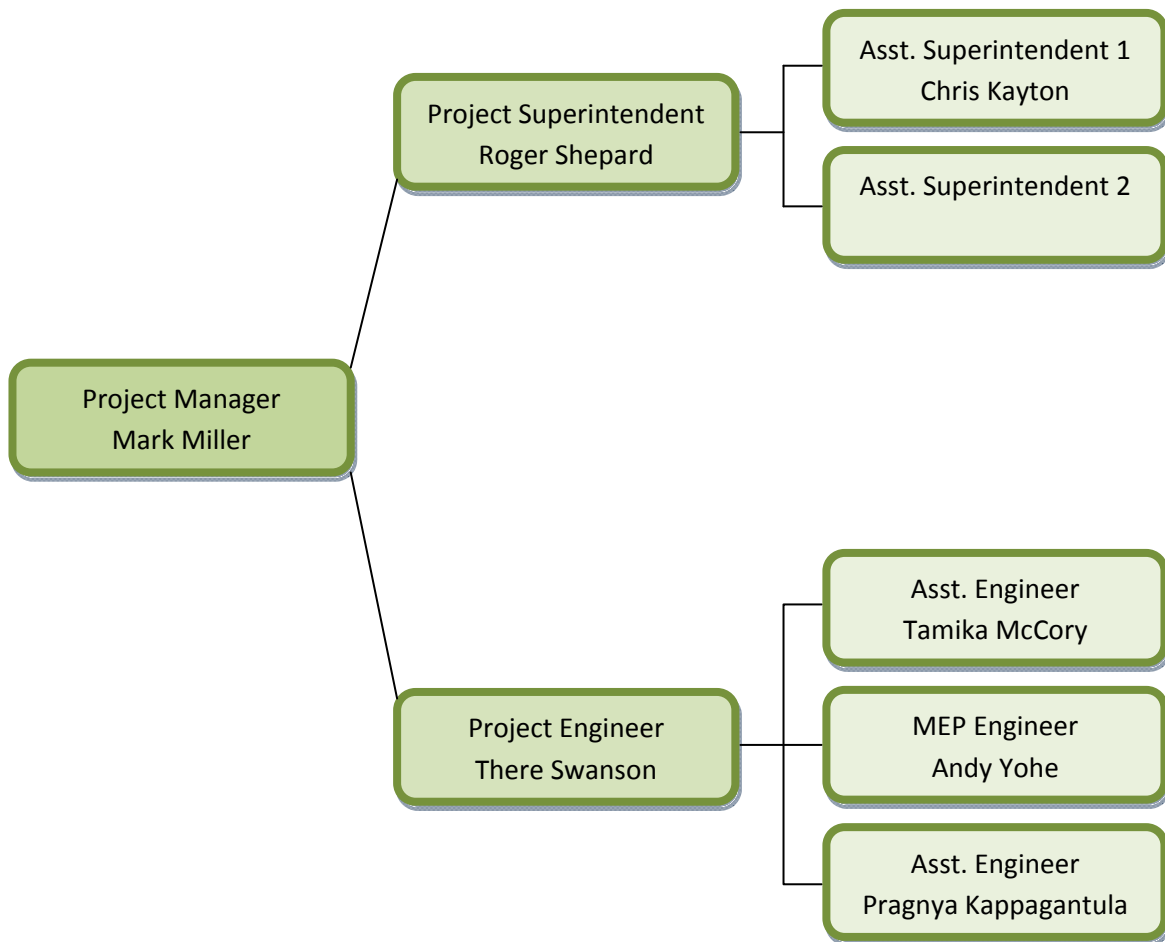 Asst. Superintendent 1
Chris Kayton
Project Superintendent
Roger Shepard
Asst. Superintendent 2
Project Manager
Mark Miller
Asst. Engineer
Tamika McCory
Project Engineer
There Swanson
MEP Engineer
Andy Yohe
Asst. Engineer
Pragnya Kappagantula